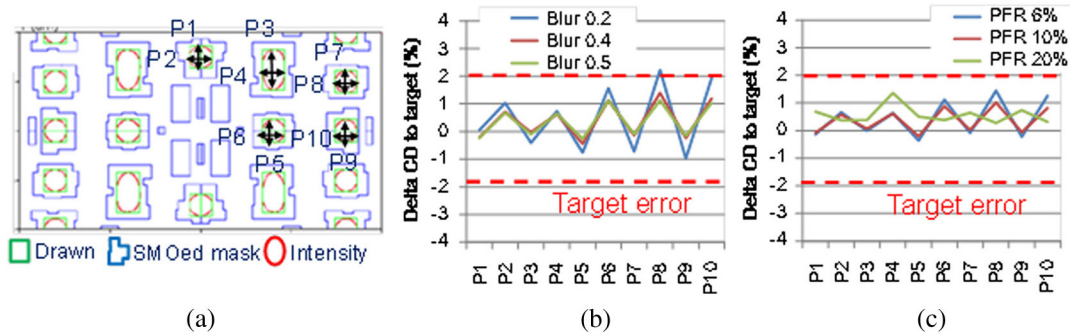 P1 P3
P2 P7
P4 P8
P6 P10
P5 P9
Drawn SM Oed mask Intensity
(a)
Delta CD to target (%)
4
3
2
1
0
-1
-2
-3
-4
Blur 0.2
Blur 0.4
Blur 0.5
Target error
P1 P2 P3 P4 P5 P6 P7 P8 P9 P10
(b)
Delta CD to target (%)
4
3
2
1
0
-1
-2
-3
-4
PFR 6%
PFR 10%
PFR 20%
Target error
P1 P2 P3 P4 P5 P6 P7 P8 P9 P10
(c)